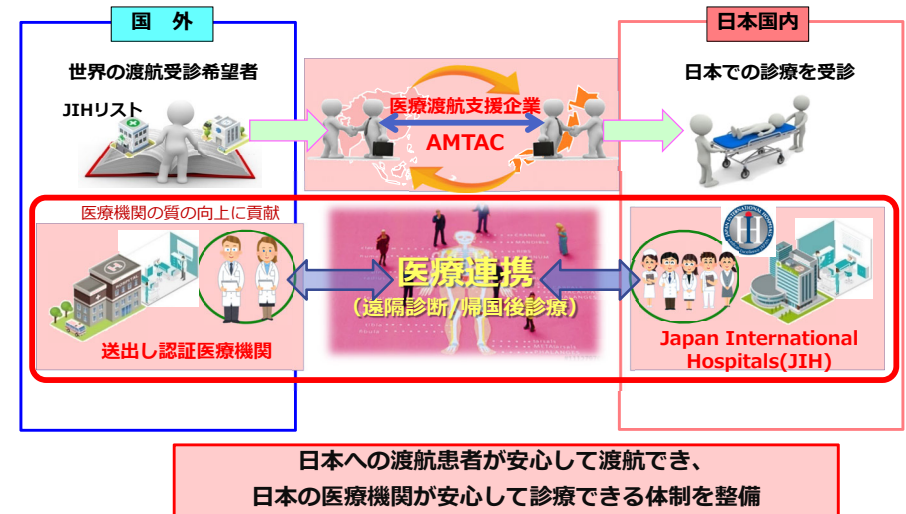 国 外
日本国内
世界の渡航受診希望者
JIHリスト
医療渡航支援企業
AMTAC
日本での診療を受診
医療機関の質の向上に貢献
送出し認証医療機関
医療連携
（遠隔診断/帰国後診療）
Japan International
Hospitals(JIH)
日本への渡航患者が安心して渡航でき、
日本の医療機関が安心して診療できる体制を整備